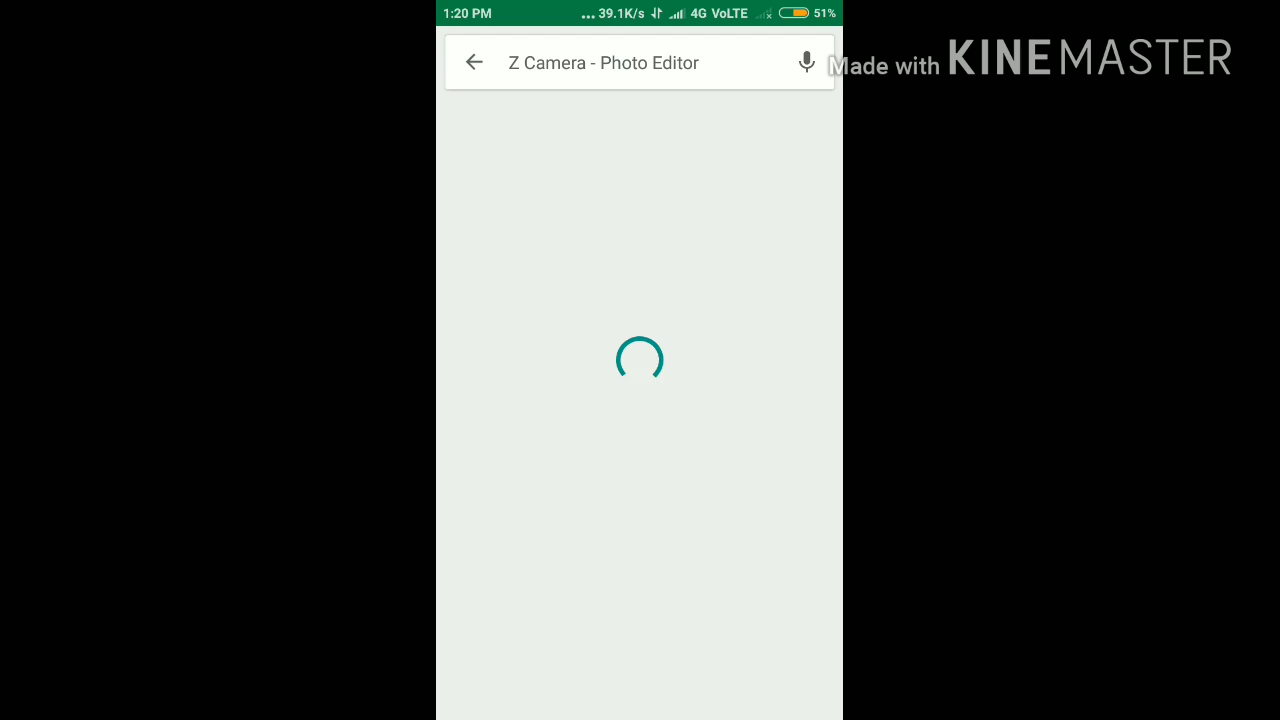 1:20 PM ... 39.1K/s 4G VoLTE 51%
Z Camera - Photo Editor
Made with KINEMASTER